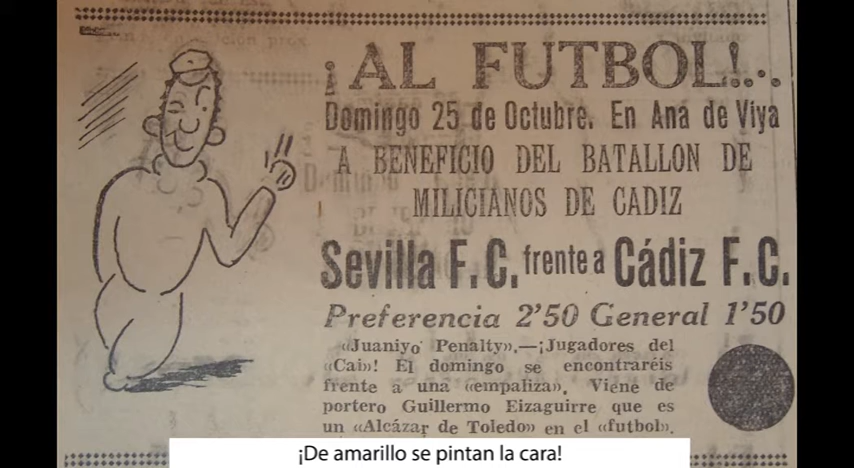 ¡AL FUTBOL!...
Domingo 25 de Octubre. En Ana de Viya
A BENEFICIO DEL BATALLON DE
MILICIANOS DE CADIZ
Sevilla F.C. frente a Cádiz F.C.
Preferencia 2'50 General 1'50
«Juaniyo Penalty».—¡Jugadores del
«Cai»! El domingo se encontraréis
frente a una «empaliza». Viene de
portero Guillermo Eizaguirre que es
un «Alcázar de Toledo» en el «futbol».
¡De amarillo se pintan la cara!